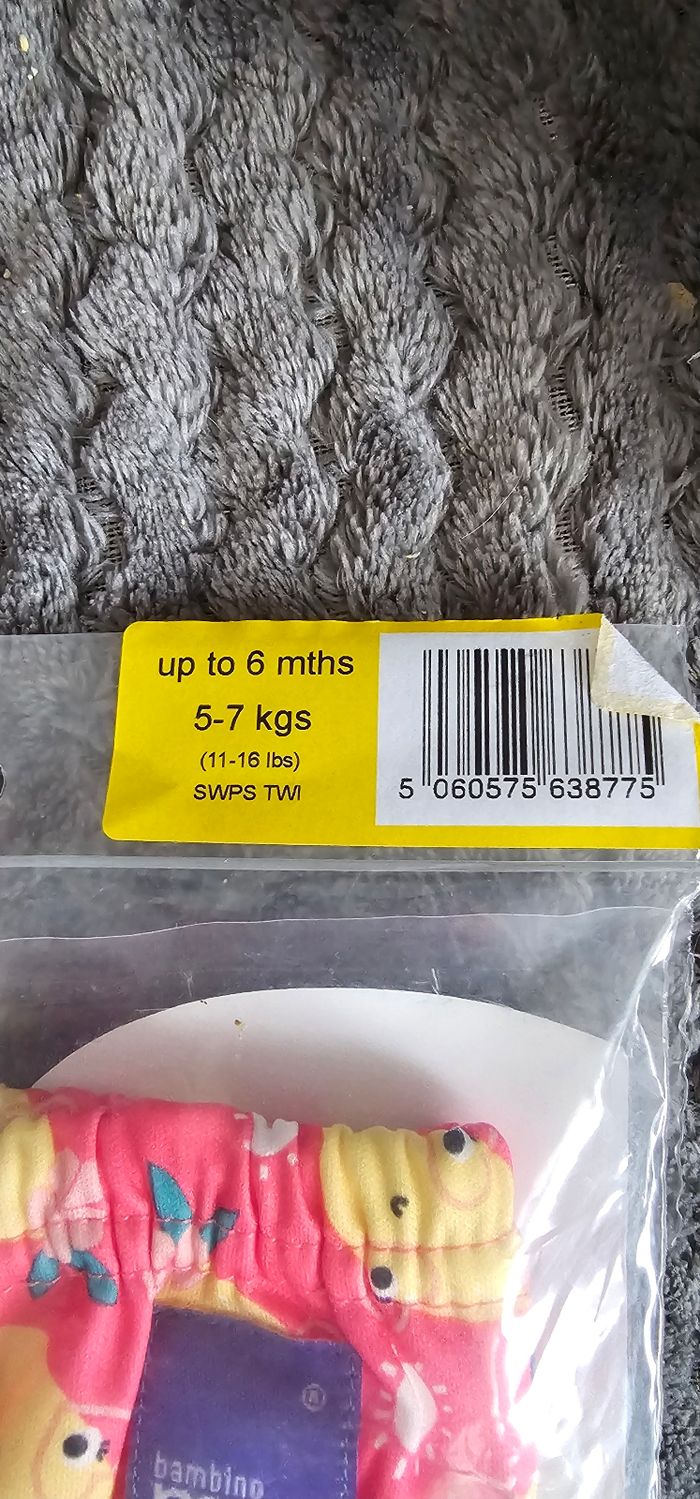 up to 6 mths
5-7 kgs
(11-16 lbs)
SWPS TWI
5 060575 638775
bambino